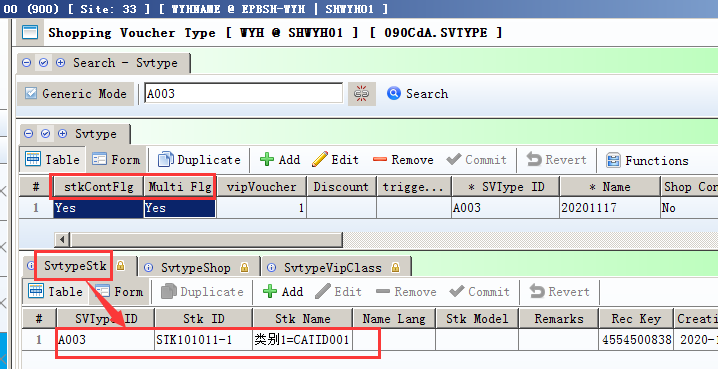 00 (900) [ Site: 33 ] [ WYHNAME @ EPBSH-WYH | SHWYH01 ]
Shopping Voucher Type [ WYH @ SHWYH01 ] [ 090CdA.SVTYPE ]
Search - Svtype
Generic Mode A003 Search
Svtype
Table Form Duplicate Add Edit Remove Commit Revert Functions
# stkContFlg Multi Flg vipVoucher Discount trigge... * SVType ID * Name Shop Con
1 Yes Yes 1 A003 20201117 No
SvtypeStk SvtypeShop SvtypeVipClass
Table Form Duplicate Add Edit Remove Commit Revert
# SVType ID Stk ID Stk Name Name Lang Stk Model Remarks Rec Key Creati
1 A003 STK101011-1 类别1=CATID001 4554500838 2020-1